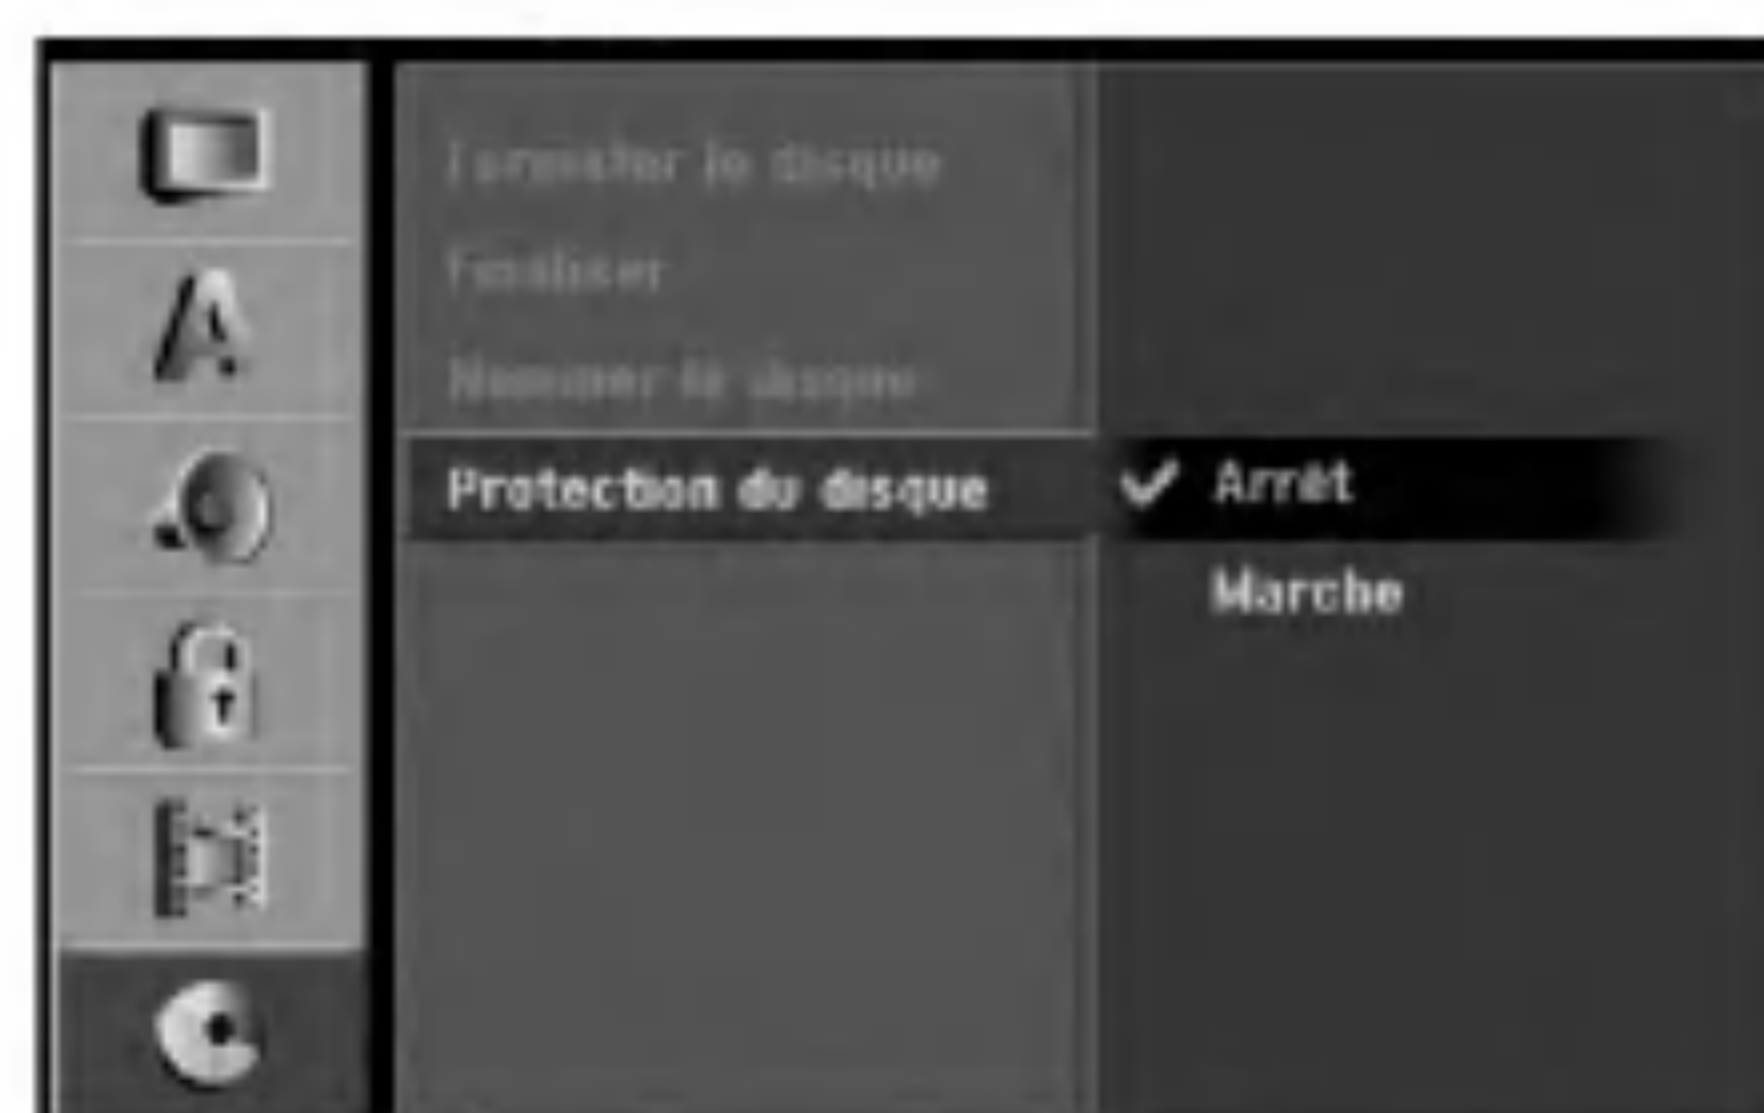 Formater le disque
Finaliser
Nommer le disque
Protection du disque
Arrêt
Marche